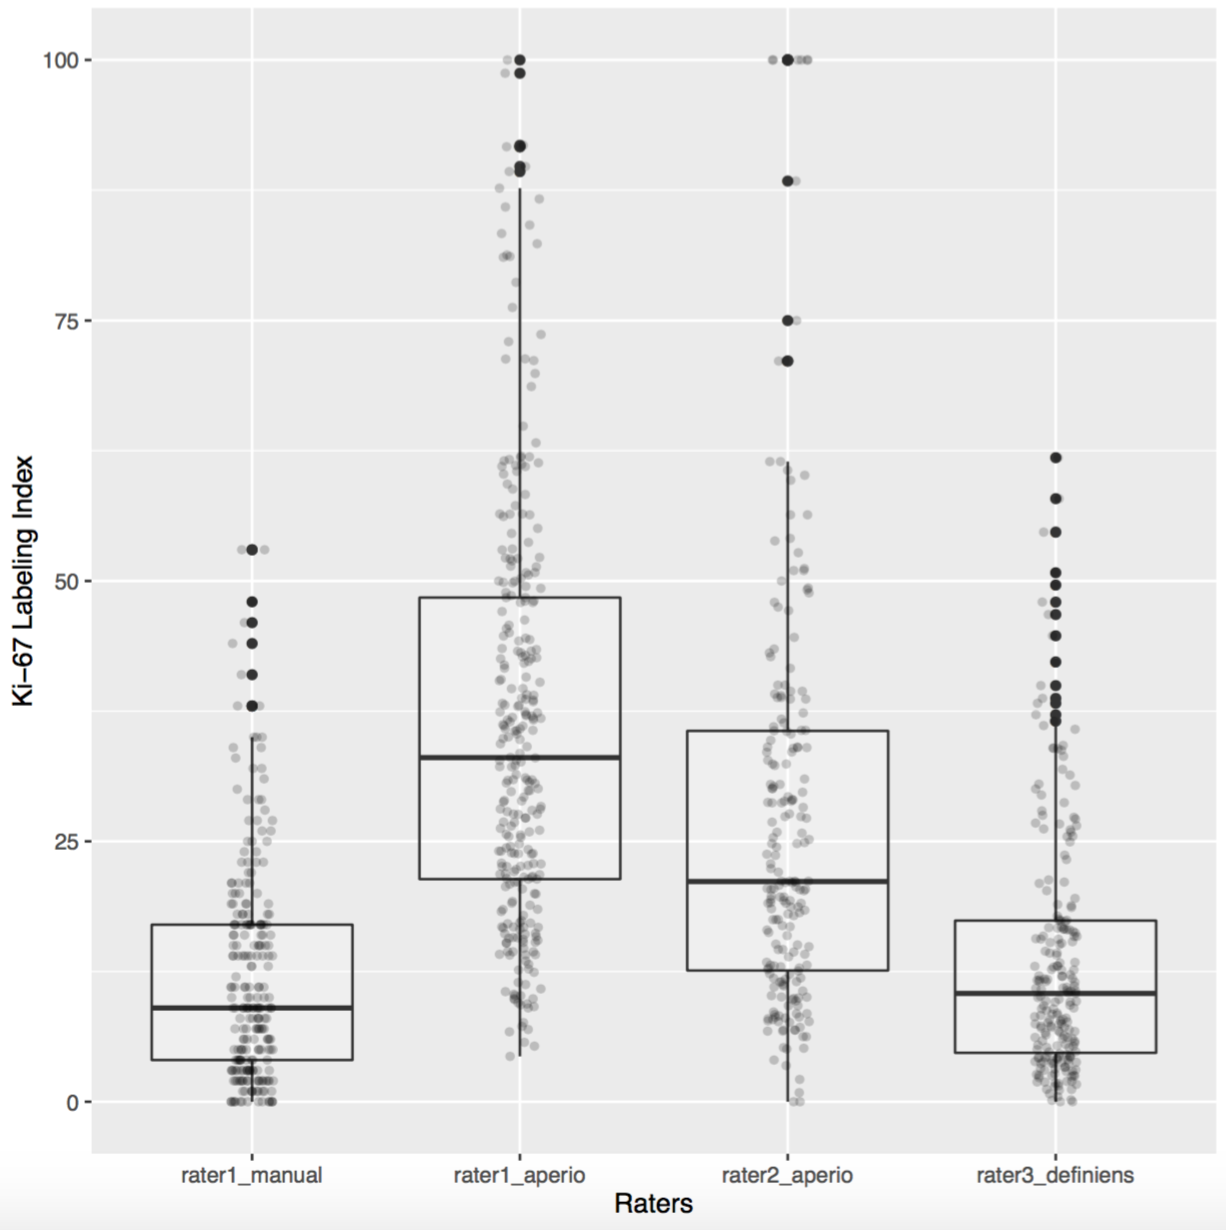 100
75
50
25
0
Ki−67 Labeling Index
rater1_manual rater1_aperio rater2_aperio rater3_definiens
Raters